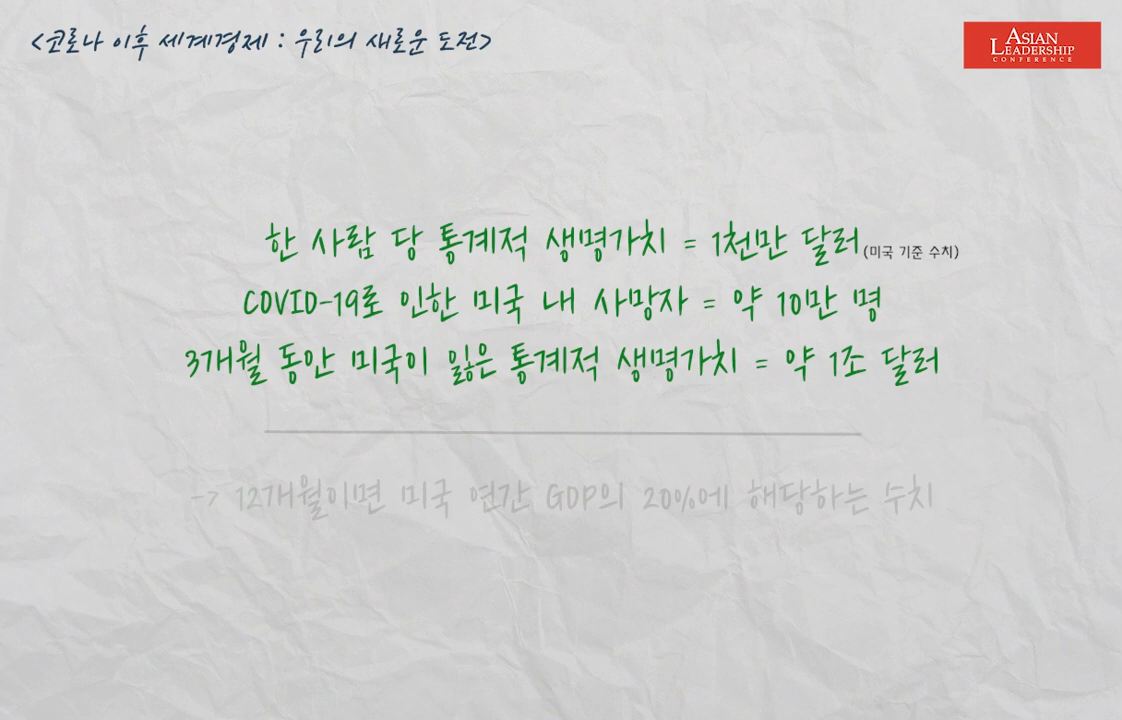 <코로나 이후 세계경제 : 우리의 새로운 도전>
ASIAN
LEADERSHIP
CONFERENCE
한 사람 당 통계적 생명가치 = 1천만 달러(미국 기준 수치)
COVID-19로 인한 미국 내 사망자 = 약 10만 명
3개월 동안 미국이 잃은 통계적 생명가치 = 약 1조 달러
-> 12개월이면 미국 연간 GDP의 20%에 해당하는 수치